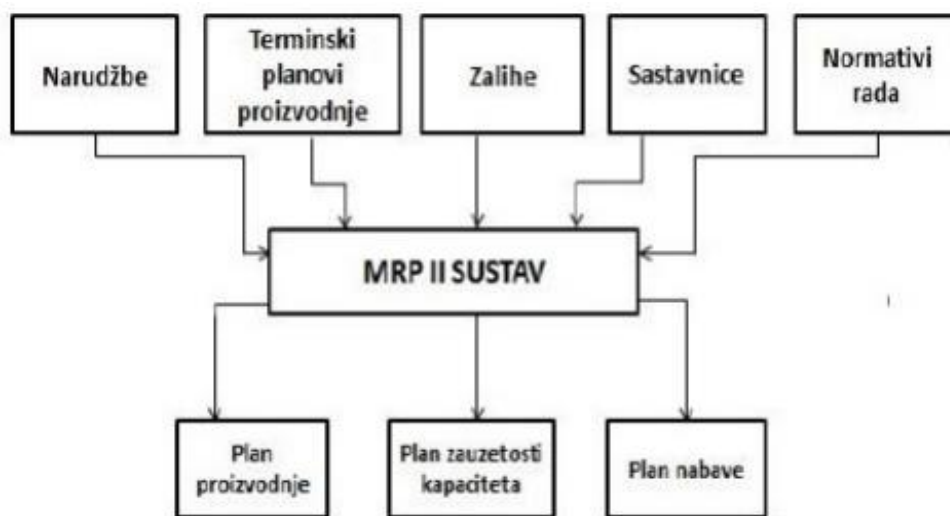 Narudžbe
Terminski
planovi
proizvodnje
Zalihe
Sastavnice
Normativi
rada
MRP II SUSTAV
Plan
proizvodnje
Plan zauzetosti
kapaciteta
Plan nabave